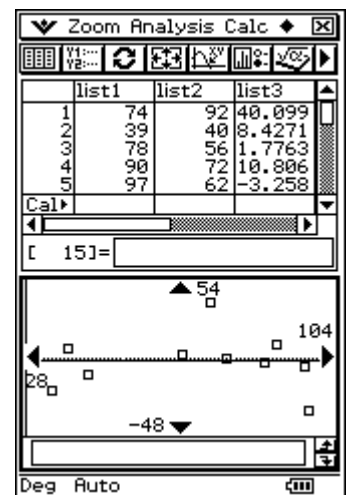 Zoom Analysis Calc ◆
list1 list2 list3
1 74 92 40.099
2 39 40 8.4271
3 78 56 1.7763
4 90 72 10.806
5 97 62 -3.258
Cal▶
[ 15]=
54
104
28
-48
Deg Auto